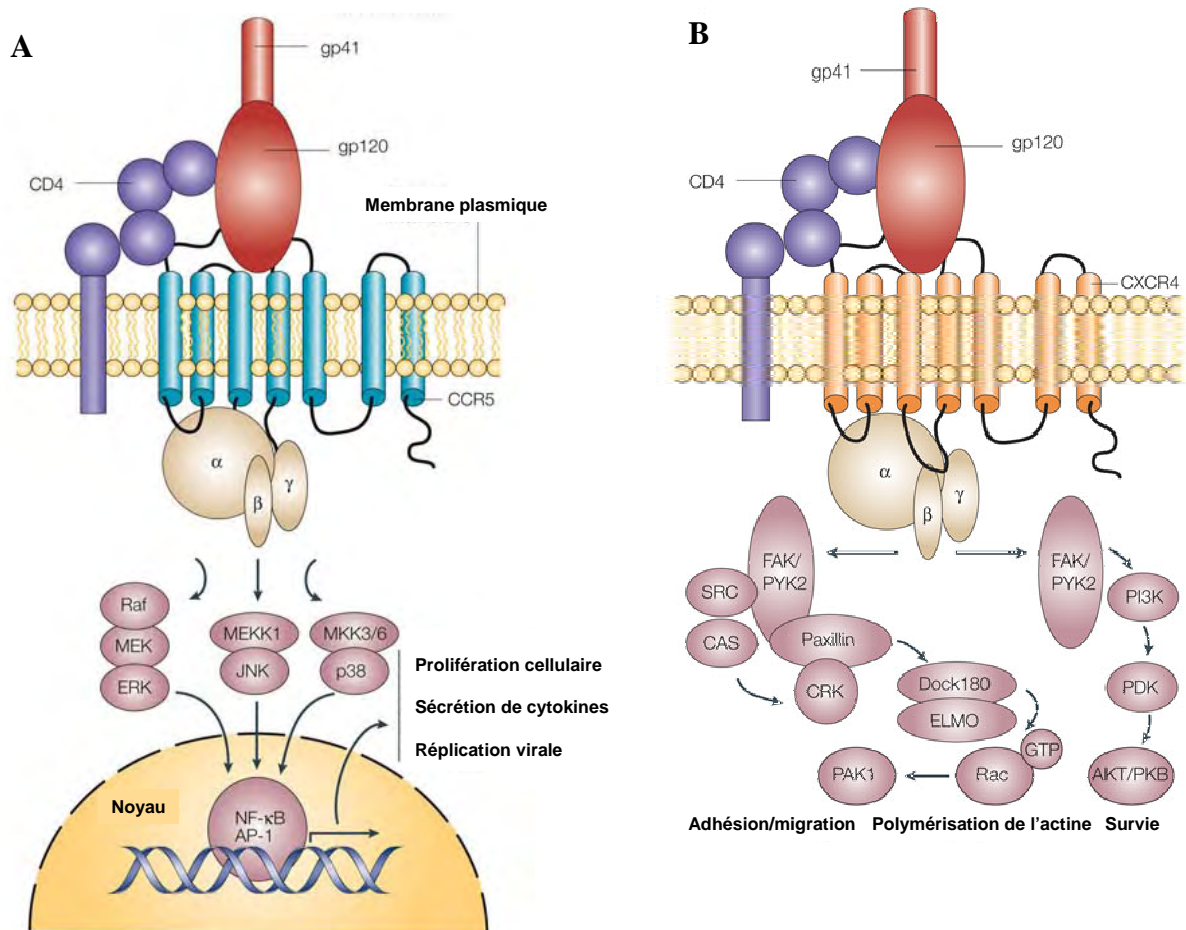 A
gp41
gp120
CD4
Membrane plasmique
CCR5
α
β
γ
Raf
MEK
ERK
MEKK1
JNK
MKK3/6
p38
Prolifération cellulaire
Sécrétion de cytokines
Réplication virale
Noyau
NF-κB
AP-1
B
gp41
gp120
CD4
CXCR4
α
β
γ
FAK/
PYK2
SRC
CAS
Paxillin
CRK
Dock180
ELMO
GTP
Rac
PAK1
FAK/
PYK2
PI3K
PDK
AKT/PKB
Adhésion/migration
Polymérisation de l'actine
Survie